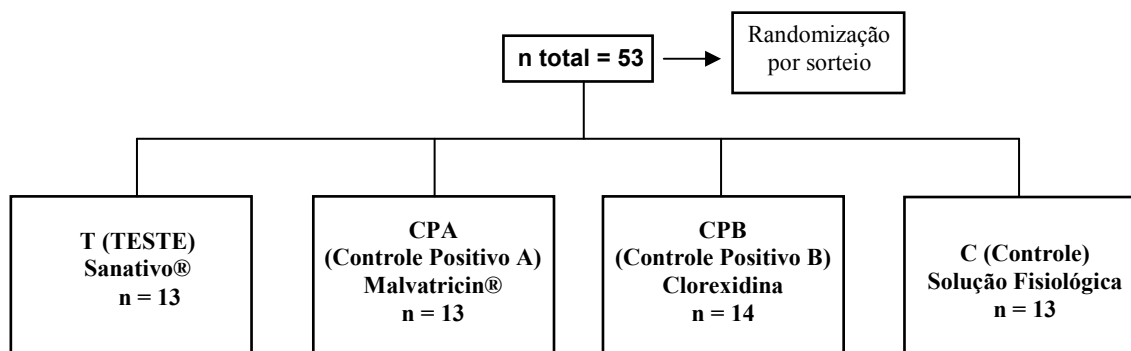 n total = 53
Randomização
por sorteio
T (TESTE)
Sanativo®
n = 13
CPA
(Controle Positivo A)
Malvatricin®
n = 13
CPB
(Controle Positivo B)
Clorexidina
n = 14
C (Controle)
Solução Fisiológica
n = 13